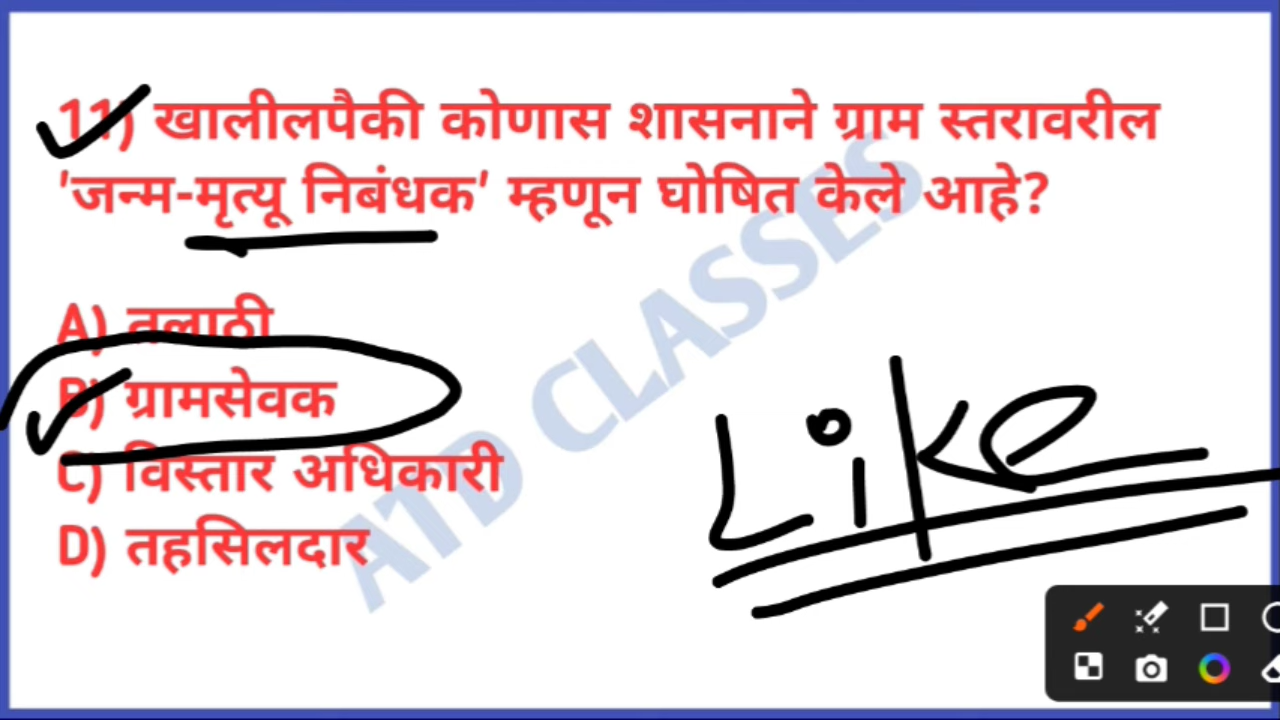 11) खालीलपैकी कोणास शासनाने ग्राम स्तरावरील
'जन्म-मृत्यू निबंधक' म्हणून घोषित केले आहे?
A) तलाठी
B) ग्रामसेवक
C) विस्तार अधिकारी
D) तहसिलदार
Like
ATD CLASSES